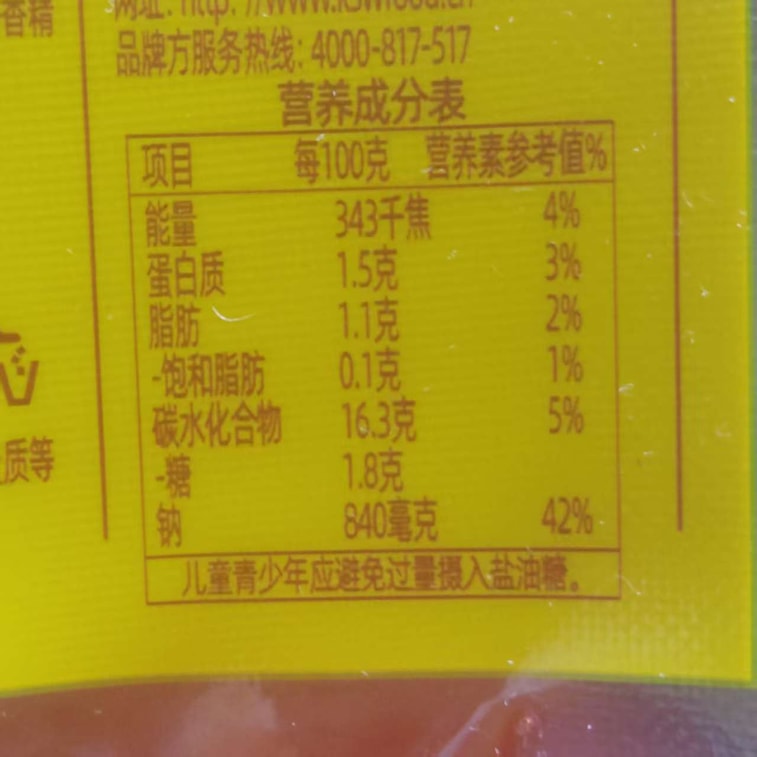 香精
品牌方服务热线: 4000-817-517
营养成分表
项目 每100克 营养素参考值%
能量 343千焦 4%
蛋白质 1.5克 3%
脂肪 1.1克 2%
-饱和脂肪 0.1克 1%
碳水化合物 16.3克 5%
-糖 1.8克
质等
钠 840毫克 42%
儿童青少年应避免过量摄入盐油糖。